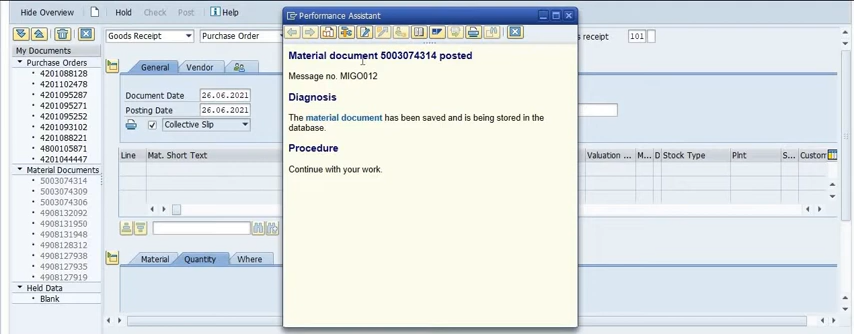 Hide Overview Hold Check Post Help
Performance Assistant
Goods Receipt Purchase Order
s receipt 101
My Documents
Purchase Orders
4201088128
4201102478
4201095287
4201095271
4201095252
4201093102
4201088221
4800105871
4201044447
Material Documents
5003074314
5003074309
5003074306
4908132092
4908131950
4908131948
4908128312
4908127938
4908127935
4908127919
Held Data
Blank
General Vendor
Document Date 26.06.2021
Posting Date 26.06.2021
Collective Slip
Line Mat. Short Text
Valuation ... M... D Stock Type Plnt S... Custom
Material Quantity Where
Material document 5003074314 posted
Message no. MIGO012
Diagnosis
The material document has been saved and is being stored in the
database.
Procedure
Continue with your work.